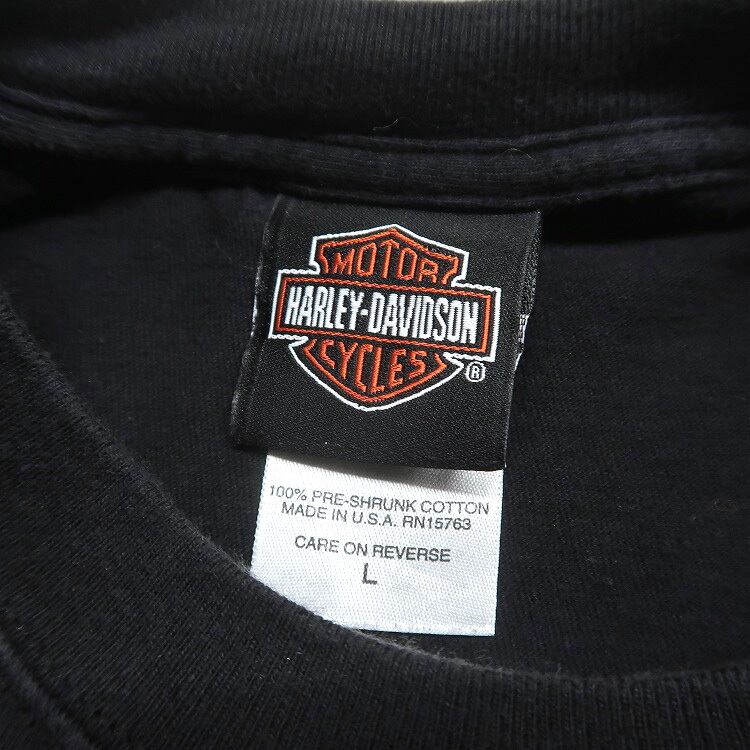 MOTOR
HARLEY-DAVIDSON
CYCLES
®
100% PRE-SHRUNK COTTON
MADE IN U.S.A. RN15763
CARE ON REVERSE
L